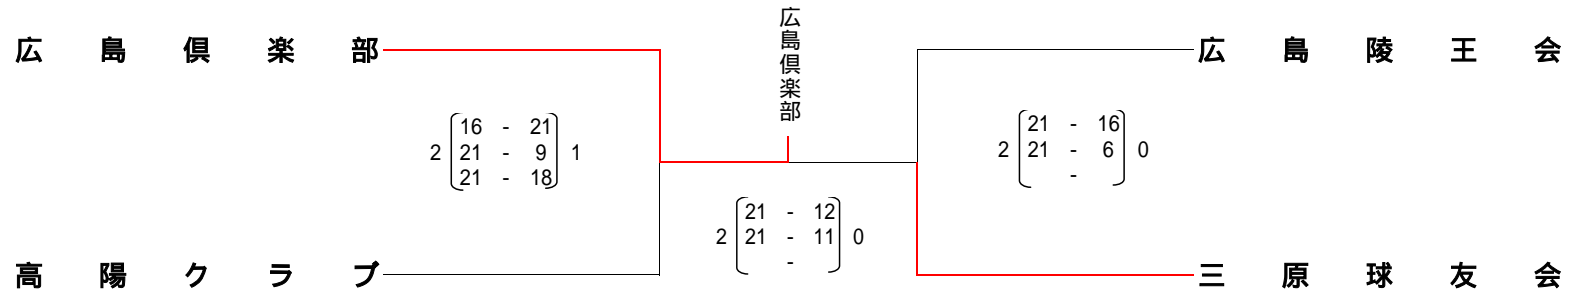 広島倶楽部
広島倶楽部
広島陵王会
16 - 21
2 21 - 9 1
21 - 18
21 - 16
2 21 - 6 0
-
21 - 12
2 21 - 11 0
-
高陽クラブ
三原球友会